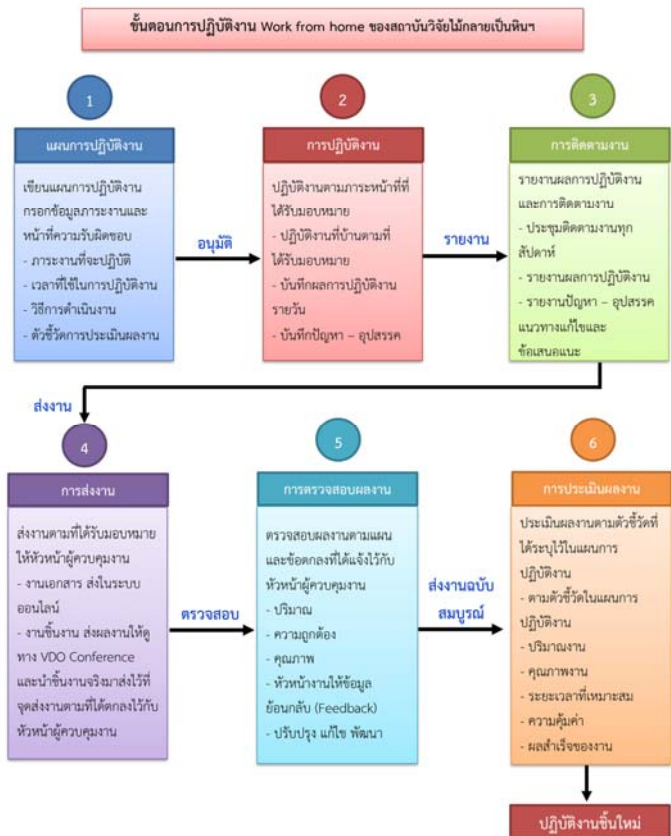 ขั้นตอนการปฏิบัติงาน Work from home ของสถาบันวิจัยไม้กลายเป็นหินฯ
1
แผนการปฏิบัติงาน
เขียนแผนการปฏิบัติงาน
กรอกข้อมูลภาระงานและ
หน้าที่ความรับผิดชอบ
- ภาระงานที่จะปฏิบัติ
- เวลาที่ใช้ในการปฏิบัติงาน
- วิธีการดำเนินงาน
- ตัวชี้วัดการประเมินผลงาน
อนุมัติ
2
การปฏิบัติงาน
ปฏิบัติงานตามภาระหน้าที่ที่
ได้รับมอบหมาย
- ปฏิบัติงานที่บ้านตามที่
ได้รับมอบหมาย
- บันทึกผลการปฏิบัติงาน
รายวัน
- บันทึกปัญหา – อุปสรรค
รายงาน
3
การติดตามงาน
รายงานผลการปฏิบัติงาน
และการติดตามงาน
- ประชุมติดตามงานทุก
สัปดาห์
- รายงานผลการปฏิบัติงาน
- รายงานปัญหา – อุปสรรค
แนวทางแก้ไขและ
ข้อเสนอแนะ
ส่งงาน
4
การส่งงาน
ส่งงานตามที่ได้รับมอบหมาย
ให้หัวหน้าผู้ควบคุมงาน
- งานเอกสาร ส่งในระบบ
ออนไลน์
- งานชิ้นงาน ส่งผลงานให้ดู
ทาง VDO Conference
และนำชิ้นงานจริงมาส่งไว้ที่
จุดส่งงานตามที่ได้ตกลงไว้กับ
หัวหน้าผู้ควบคุมงาน
ตรวจสอบ
5
การตรวจสอบผลงาน
ตรวจสอบผลงานตามแผน
และข้อตกลงที่ได้แจ้งไว้กับ
หัวหน้าผู้ควบคุมงาน
- ปริมาณ
- ความถูกต้อง
- คุณภาพ
- หัวหน้างานให้ข้อมูล
ย้อนกลับ (Feedback)
- ปรับปรุง แก้ไข พัฒนา
ส่งงานฉบับ
สมบูรณ์
6
การประเมินผลงาน
ประเมินผลงานตามตัวชี้วัดที่
ได้ระบุไว้ในแผนการ
ปฏิบัติงาน
- ตามตัวชี้วัดในแผนการ
ปฏิบัติงาน
- ปริมาณงาน
- คุณภาพงาน
- ระยะเวลาที่เหมาะสม
- ความคุ้มค่า
- ผลสำเร็จของงาน
ปฏิบัติงานชิ้นใหม่